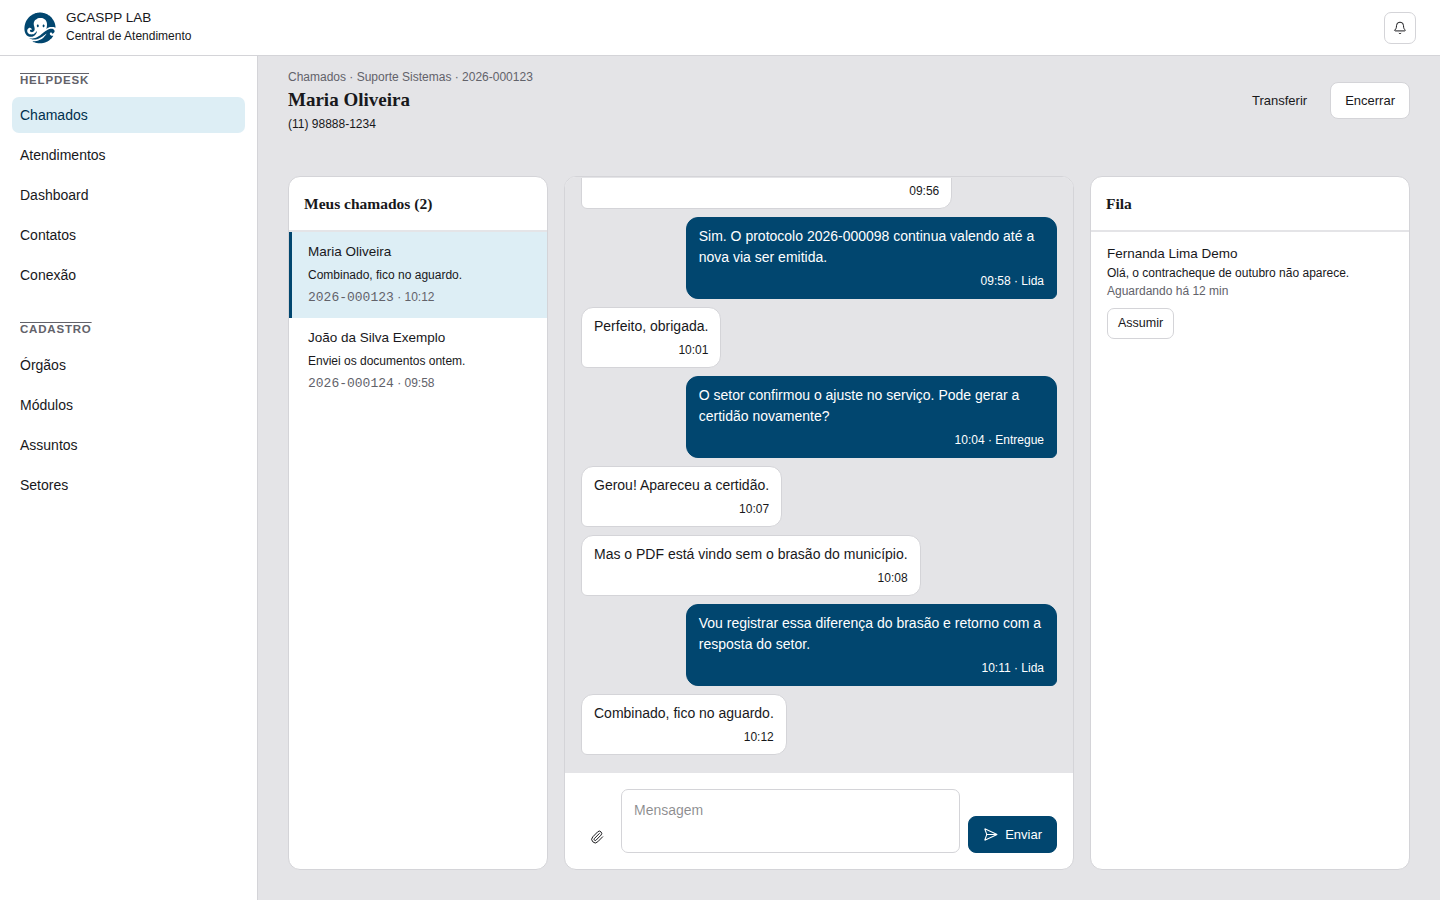 GCASPP LAB
Central de Atendimento
HELPDESK
Chamados
Atendimentos
Dashboard
Contatos
Conexão
CADASTRO
Órgãos
Módulos
Assuntos
Setores
Chamados · Suporte Sistemas · 2026-000123
Maria Oliveira
(11) 98888-1234
Transferir
Encerrar
Meus chamados (2)
Maria Oliveira
Combinado, fico no aguardo.
2026-000123 · 10:12
João da Silva Exemplo
Enviei os documentos ontem.
2026-000124 · 09:58
09:56
Sim. O protocolo 2026-000098 continua valendo até a
nova via ser emitida.
09:58 · Lida
Perfeito, obrigada.
10:01
O setor confirmou o ajuste no serviço. Pode gerar a
certidão novamente?
10:04 · Entregue
Gerou! Apareceu a certidão.
10:07
Mas o PDF está vindo sem o brasão do município.
10:08
Vou registrar essa diferença do brasão e retorno com a
resposta do setor.
10:11 · Lida
Combinado, fico no aguardo.
10:12
Mensagem
Enviar
Fila
Fernanda Lima Demo
Olá, o contracheque de outubro não aparece.
Aguardando há 12 min
Assumir